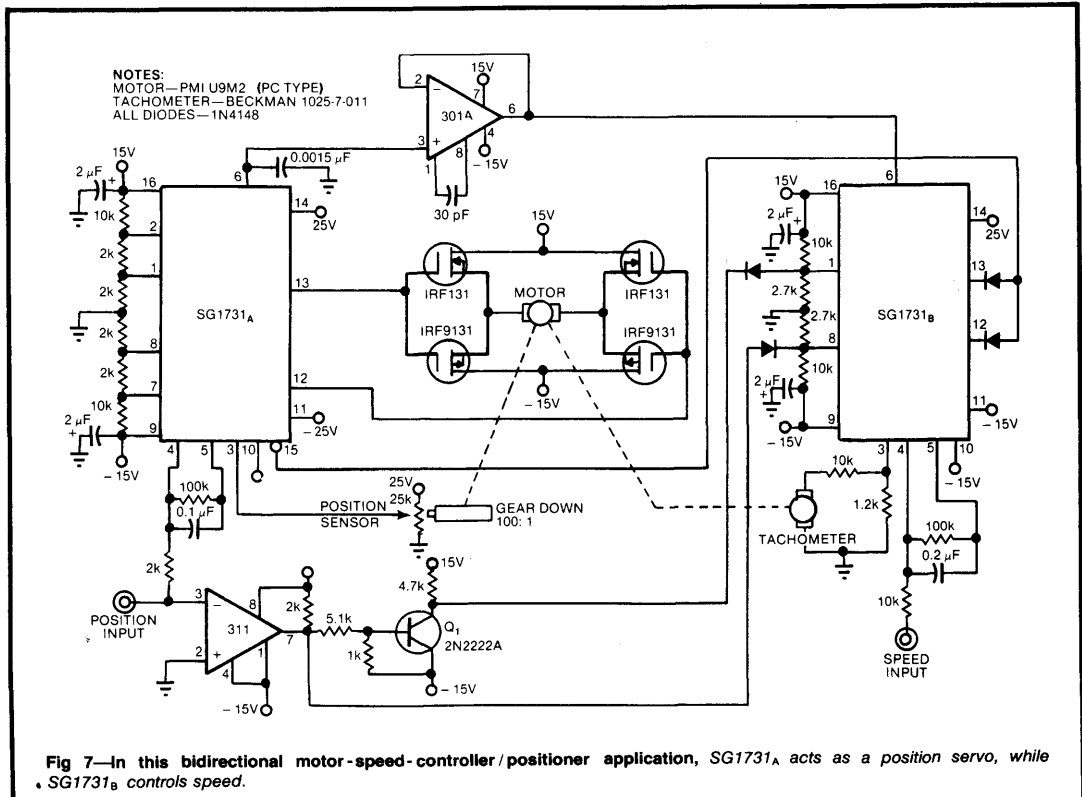 NOTES:
MOTOR—PMI U9M2 (PC TYPE)
TACHOMETER—BECKMAN 1025-7-011
ALL DIODES—1N4148
2
−
15V
7
301A
6
3
+
8
4
1
− 15V
30 pF
0.0015 µF
15V
2 µF
+
16
10k
2
2k
1
2k
2k
8
2k
7
10k
2 µF
+
9
− 15V
6
14
25V
13
SG1731A
12
11
− 25V
4
5
3
10
15
15V
IRF131
IRF131
MOTOR
IRF9131
IRF9131
− 15V
100k
0.1 µF
2k
POSITION
INPUT
POSITION
SENSOR
25V
25k
GEAR DOWN
100: 1
3
−
8
311
2
+
4
1
7
− 15V
2k
5.1k
1k
15V
4.7k
Q1
2N2222A
− 15V
6
15V
16
2 µF
+
10k
1
2.7k
2.7k
8
10k
2 µF
+
9
− 15V
14
25V
13
SG1731B
12
11
−15V
3
4
5
10
− 15V
10k
1.2k
TACHOMETER
100k
0.2 µF
10k
SPEED
INPUT
Fig 7—In this bidirectional motor-speed-controller/positioner application, SG1731A acts as a position servo, while
SG1731B controls speed.